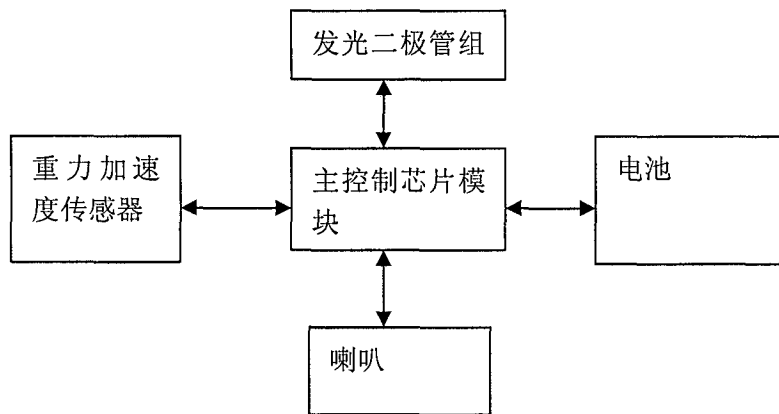 发光二极管组
重力加速
度传感器
主控制芯片模
块
电池
喇叭